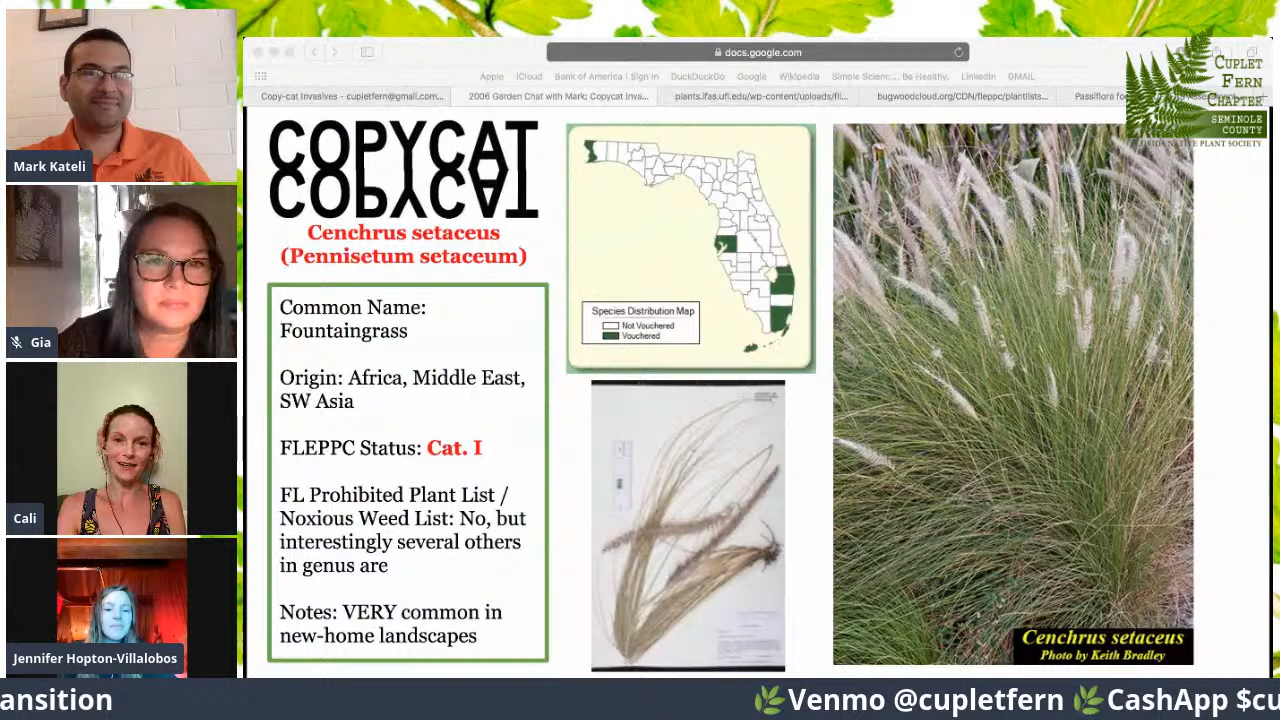 Mark Kateli
Gia
Cali
Jennifer Hopton-Villalobos
docs.google.com
Apple iCloud Bank of America | Sign in DuckDuckGo Google Wikipedia Simple Scienc... Be Healthy. LinkedIn GMAIL
Copy-cat Invasives - cupletfern@gmail.com... 2006 Garden Chat with Mark: Copycat Inva... plants.ifas.ufl.edu/wp-content/uploads/fli... bugwoodcloud.org/CDN/fleppc/plantlists... Passiflora fo
CUPLET
FERN
CHAPTER
SEMINOLE
COUNTY
FLORIDA NATIVE PLANT SOCIETY
COPYCAT
COPYCAT
Cenchrus setaceus
(Pennisetum setaceum)
Common Name:
Fountaingrass
Origin: Africa, Middle East,
SW Asia
FLEPPC Status: Cat. I
FL Prohibited Plant List /
Noxious Weed List: No, but
interestingly several others
in genus are
Notes: VERY common in
new-home landscapes
Species Distribution Map
Not Vouchered
Vouchered
Cenchrus setaceus
Photo by Keith Bradley
ansition 🌿Venmo @cupletfern 🌿CashApp $cu